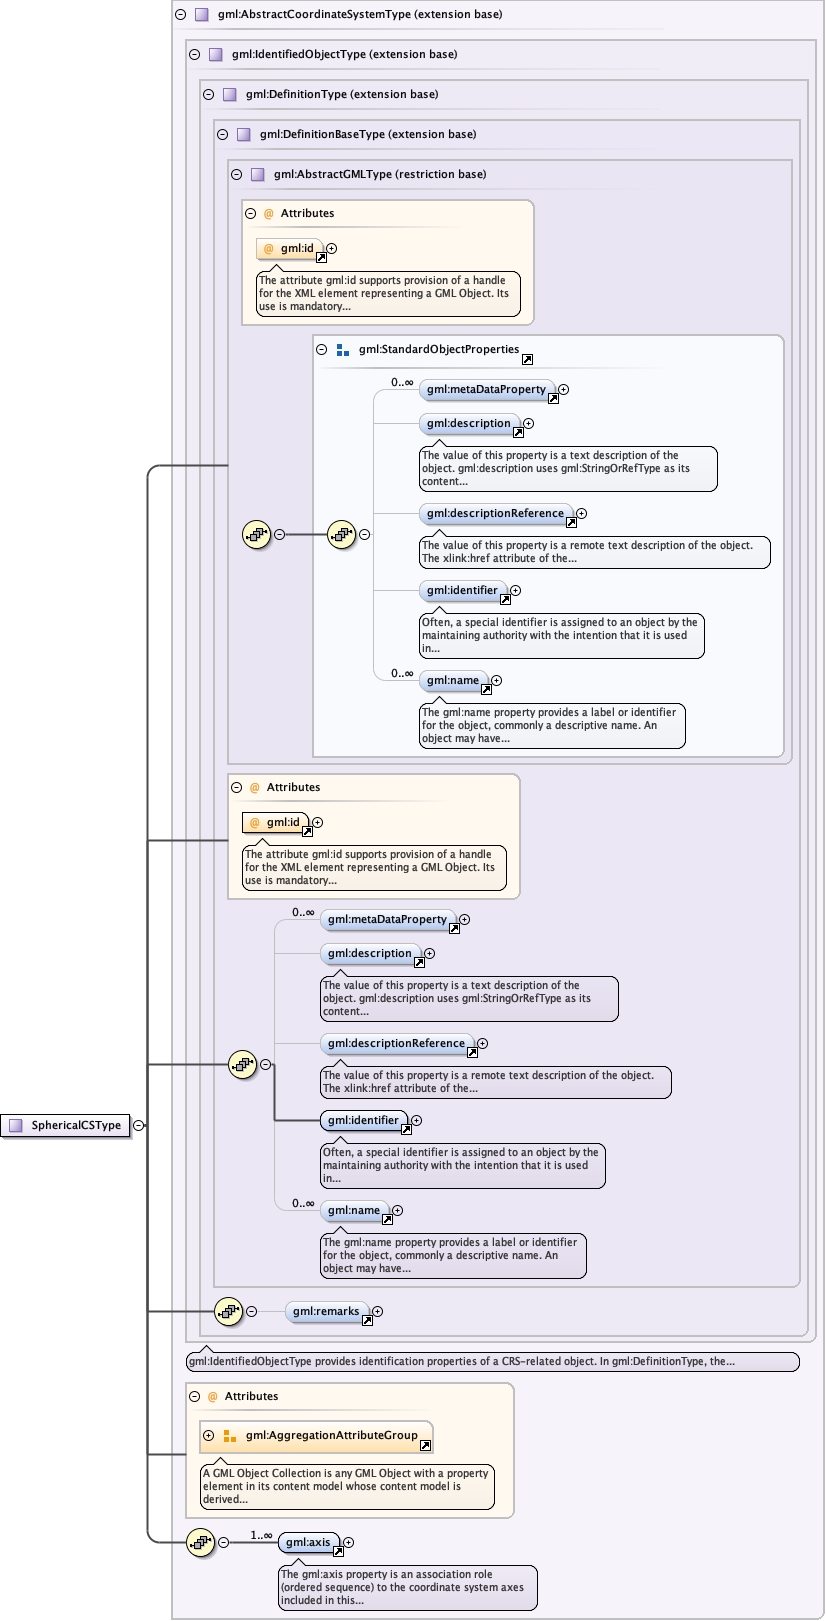 gml:AbstractCoordinateSystemType (extension base)
gml:IdentifiedObjectType (extension base)
gml:DefinitionType (extension base)
gml:DefinitionBaseType (extension base)
gml:AbstractGMLType (restriction base)
@ Attributes
@ gml:id
The attribute gml:id supports provision of a handle
for the XML element representing a GML Object. Its
use is mandatory...
gml:StandardObjectProperties
0..∞
gml:metaDataProperty
gml:description
The value of this property is a text description of the
object. gml:description uses gml:StringOrRefType as its
content...
gml:descriptionReference
The value of this property is a remote text description of the object.
The xlink:href attribute of the...
gml:identifier
Often, a special identifier is assigned to an object by the
maintaining authority with the intention that it is used
in...
0..∞
gml:name
The gml:name property provides a label or identifier
for the object, commonly a descriptive name. An
object may have...
@ Attributes
@ gml:id
The attribute gml:id supports provision of a handle
for the XML element representing a GML Object. Its
use is mandatory...
0..∞
gml:metaDataProperty
gml:description
The value of this property is a text description of the
object. gml:description uses gml:StringOrRefType as its
content...
gml:descriptionReference
The value of this property is a remote text description of the object.
The xlink:href attribute of the...
SphericalCSType
gml:identifier
Often, a special identifier is assigned to an object by the
maintaining authority with the intention that it is used
in...
0..∞
gml:name
The gml:name property provides a label or identifier
for the object, commonly a descriptive name. An
object may have...
gml:remarks
gml:IdentifiedObjectType provides identification properties of a CRS-related object. In gml:DefinitionType, the...
@ Attributes
gml:AggregationAttributeGroup
A GML Object Collection is any GML Object with a property
element in its content model whose content model is
derived...
1..∞
gml:axis
The gml:axis property is an association role
(ordered sequence) to the coordinate system axes
included in this...